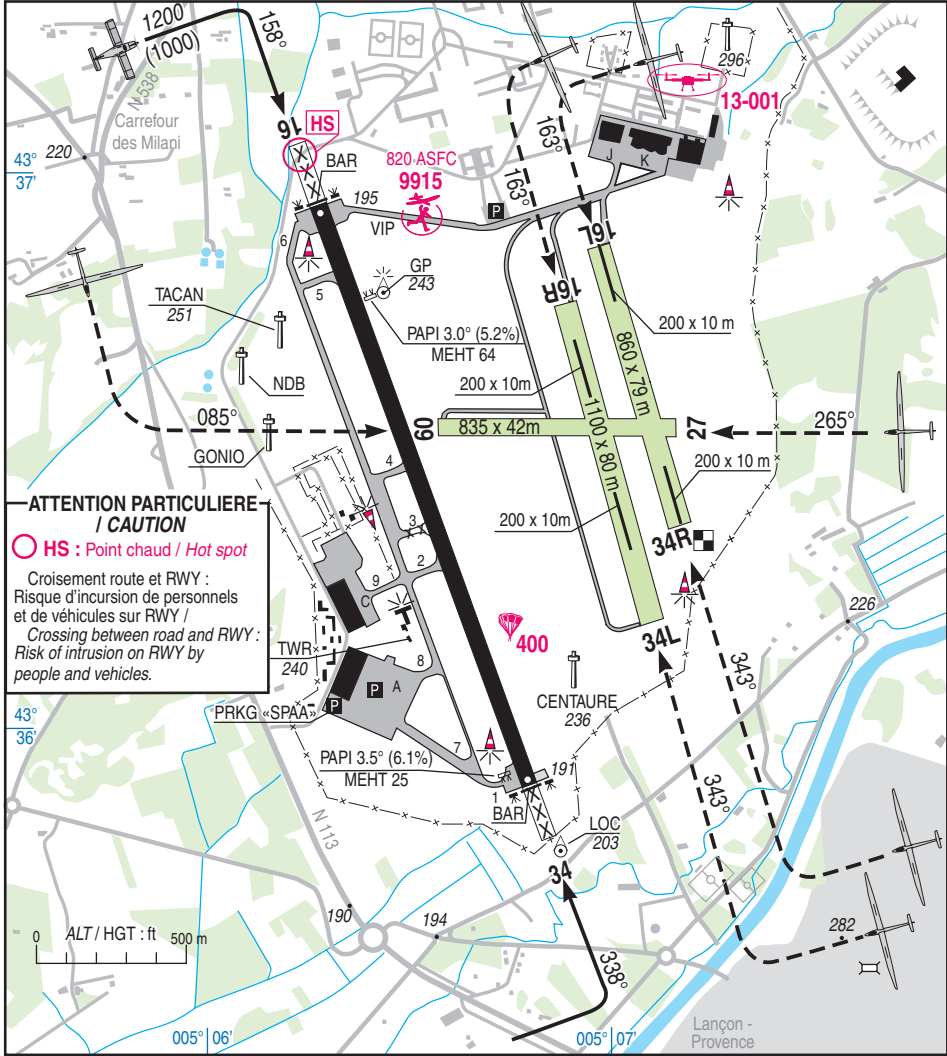 1200
(1000)
158°
N 538
Carrefour
des Milani
220
43°
37'
16
HS
BAR
820 ASFC
9915
195
VIP
P
163°
163°
296
13-001
J
K
16L
16R
6
5
GP
243
TACAN
251
PAPI 3.0° (5.2%)
MEHT 64
200 x 10 m
860 x 79 m
NDB
200 x 10m
1100 x 80 m
085°
09
835 x 42m
27
265°
GONIO
4
200 x 10 m
ATTENTION PARTICULIERE
/ CAUTION
HS : Point chaud / Hot spot
Croisement route et RWY :
Risque d'incursion de personnels
et de véhicules sur RWY /
Crossing between road and RWY :
Risk of intrusion on RWY by
people and vehicles.
3
2
9
C
200 x 10m
34R
34L
226
TWR
240
8
400
343°
P
A
P
PRKG «SPAA»
CENTAURE
236
43°
36'
7
PAPI 3.5° (6.1%)
MEHT 25
191
1
BAR
LOC
203
343°
34
N 113
190
194
282
0
ALT / HGT : ft
500 m
338°
005° 06'
005° 07'
Lançon -
Provence